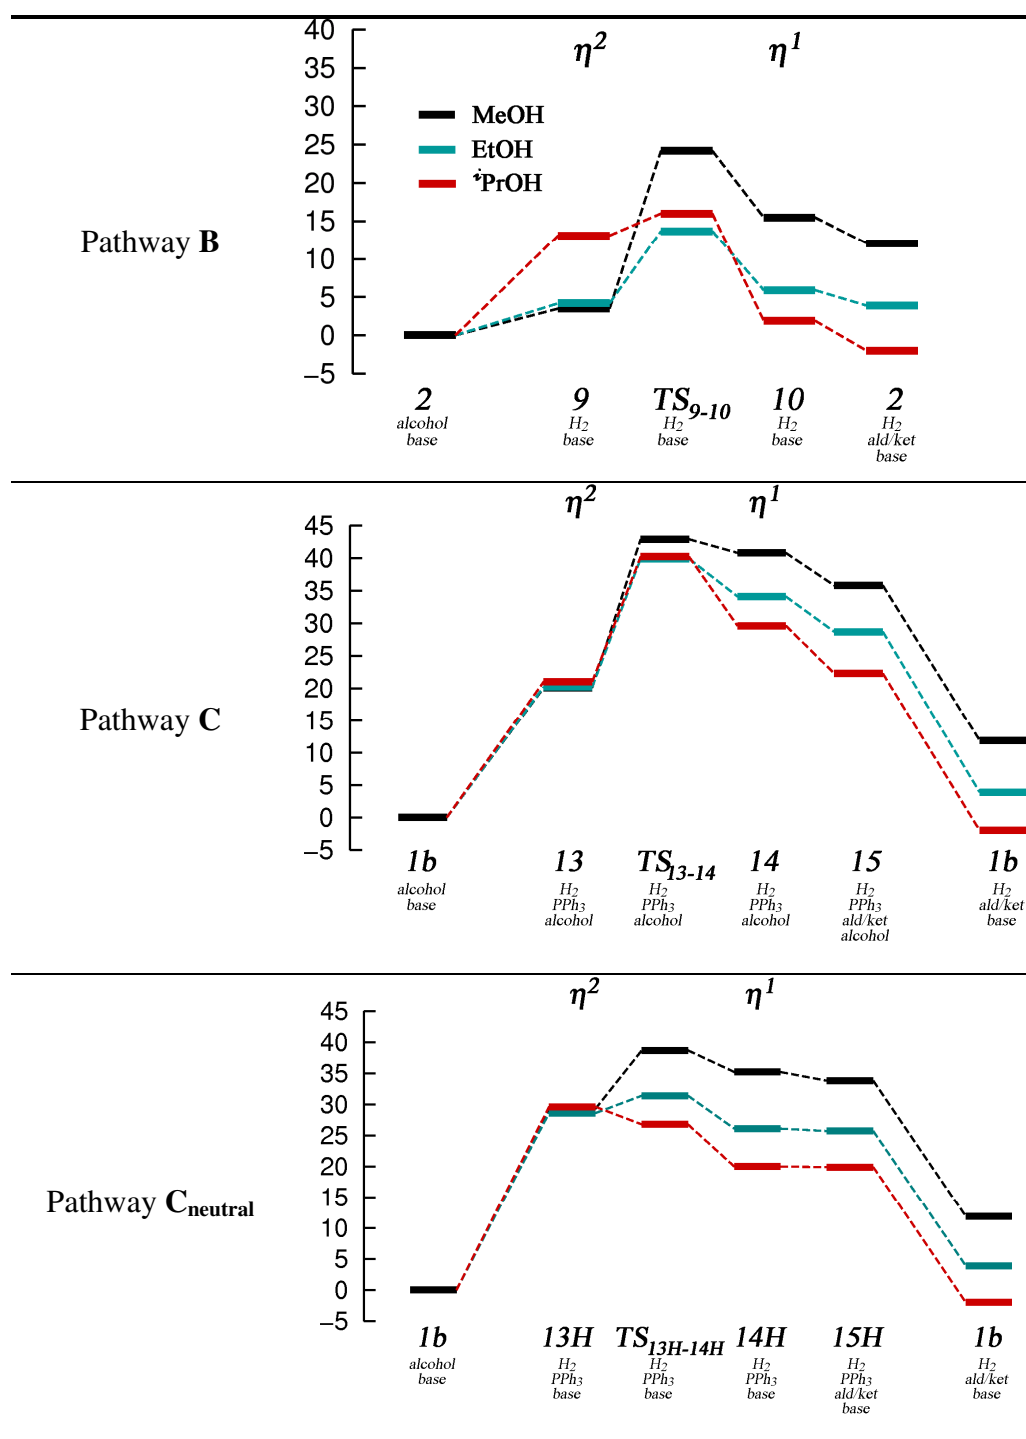 η² η¹
40
35
30
25
20
15
10
5
0
−5
MeOH
EtOH
ⁱPrOH
Pathway B
2 9 TS9-10 10 2
alcohol H2 H2 H2 H2
base base base base ald/ket
base
η² η¹
45
40
35
30
25
20
15
10
5
0
−5
Pathway C
1b 13 TS13-14 14 15 1b
alcohol H2 H2 H2 H2 H2
base PPh3 PPh3 PPh3 PPh3 ald/ket
alcohol alcohol alcohol ald/ket base
alcohol
η² η¹
45
40
35
30
25
20
15
10
5
0
−5
Pathway Cneutral
1b 13H TS13H-14H 14H 15H 1b
alcohol H2 H2 H2 H2 H2
base PPh3 PPh3 PPh3 PPh3 ald/ket
base base base ald/ket base
base